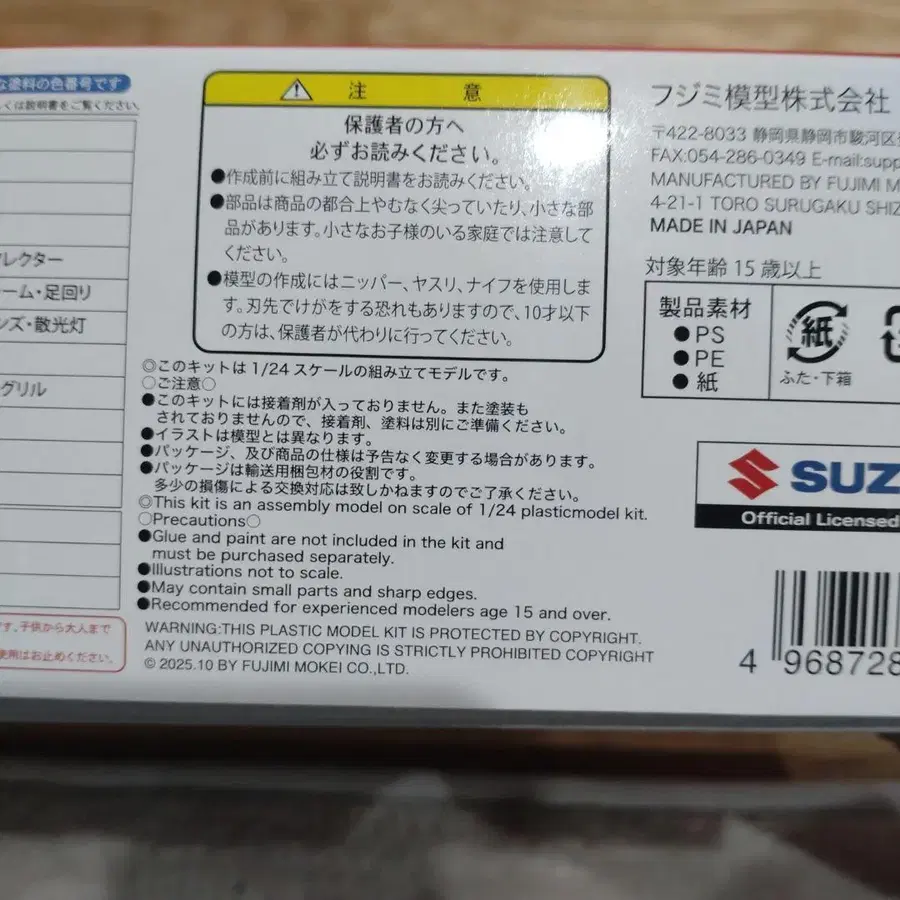 な塗料の色番号です
しくは説明書をご覧ください。
レクター
ーム・足回り
ンズ・散光灯
グリル
です。子供から大人まで
使用はお止めください。
注 意
保護者の方へ
必ずお読みください。
●作成前に組み立て説明書をお読みください。
●部品は商品の都合上やむなく尖っていたり、小さな部
品があります。小さなお子様のいる家庭では注意して
ください。
●模型の作成にはニッパー、ヤスリ、ナイフを使用しま
す。刃先でけがをする恐れもありますので、10才以下
の方は、保護者が代わりに行ってください。
◎このキットは1/24スケールの組み立てモデルです。
○ご注意○
●このキットには接着剤が入っておりません。また塗装も
されておりませんので、接着剤、塗料は別にご準備ください。
●イラストは模型とは異なります。
●パッケージ、及び商品の仕様は予告なく変更する場合があります。
●パッケージは輸送用梱包材の役割です。
多少の損傷による交換対応は致しかねますのでご了承ください。
◎This kit is an assembly model on scale of 1/24 plasticmodel kit.
○Precautions○
●Glue and paint are not included in the kit and
must be purchased separately.
●Illustrations not to scale.
●May contain small parts and sharp edges.
●Recommended for experienced modelers age 15 and over.
WARNING:THIS PLASTIC MODEL KIT IS PROTECTED BY COPYRIGHT.
ANY UNAUTHORIZED COPYING IS STRICTLY PROHIBITED COPYRIGHT
© 2025.10 BY FUJIMI MOKEI CO.,LTD.
フジミ模型株式会社
〒422-8033 静岡県静岡市駿河区
FAX:054-286-0349 E-mail:supp
MANUFACTURED BY FUJIMI M
4-21-1 TORO SURUGAKU SHIZ
MADE IN JAPAN
対象年齢 15 歳以上
製品素材
●PS
●PE
●紙
紙
ふた・下箱
SUZ
Official Licensed
4 968728